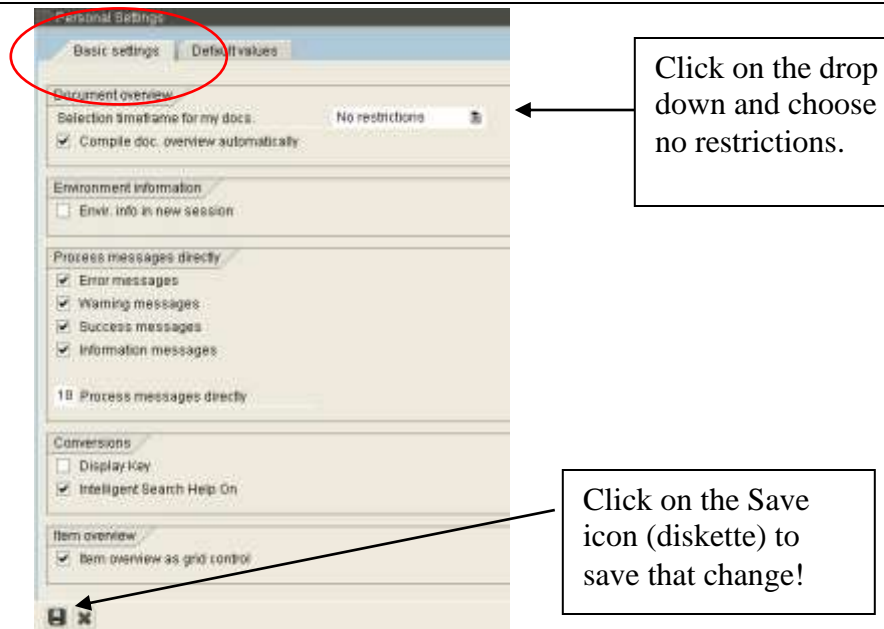 Personal Settings
Basic settings
Default values
Document overview
Selection timeframe for my docs.
No restrictions
Compile doc. overview automatically
Click on the drop
down and choose
no restrictions.
Environment information
Envir. info in new session
Process messages directly
Error messages
Warning messages
Success messages
Information messages
Process messages directly
Conversions
Display Key
Intelligent Search Help On
Item overview
Item overview as grid control
Click on the Save
icon (diskette) to
save that change!